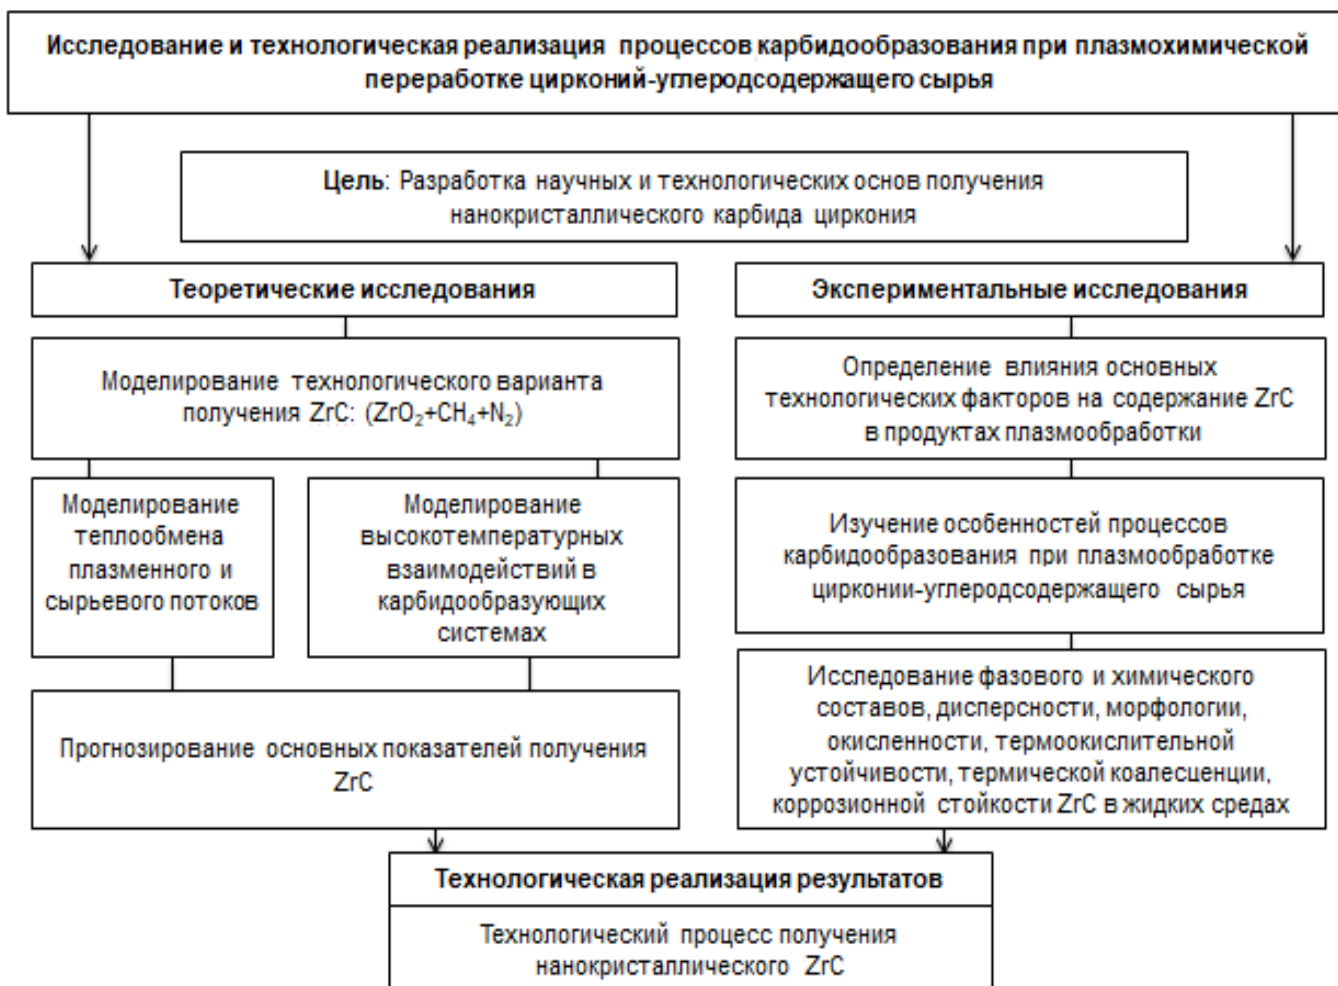 Исследование и технологическая реализация процессов карбидообразования при плазмохимической
переработке цирконий-углеродсодержащего сырья
Цель: Разработка научных и технологических основ получения
нанокристаллического карбида циркония
Теоретические исследования
Моделирование технологического варианта
получения ZrC: (ZrO₂+CH₄+N₂)
Моделирование
теплообмена
плазменного и
сырьевого потоков
Моделирование
высокотемпературных
взаимодействий в
карбидообразующих
системах
Прогнозирование основных показателей получения
ZrC
Экспериментальные исследования
Определение влияния основных
технологических факторов на содержание ZrC
в продуктах плазмообработки
Изучение особенностей процессов
карбидообразования при плазмообработке
цирконии-углеродсодержащего сырья
Исследование фазового и химического
составов, дисперсности, морфологии,
окисленности, термоокислительной
устойчивости, термической коалесценции,
коррозионной стойкости ZrC в жидких средах
Технологическая реализация результатов
Технологический процесс получения
нанокристаллического ZrC